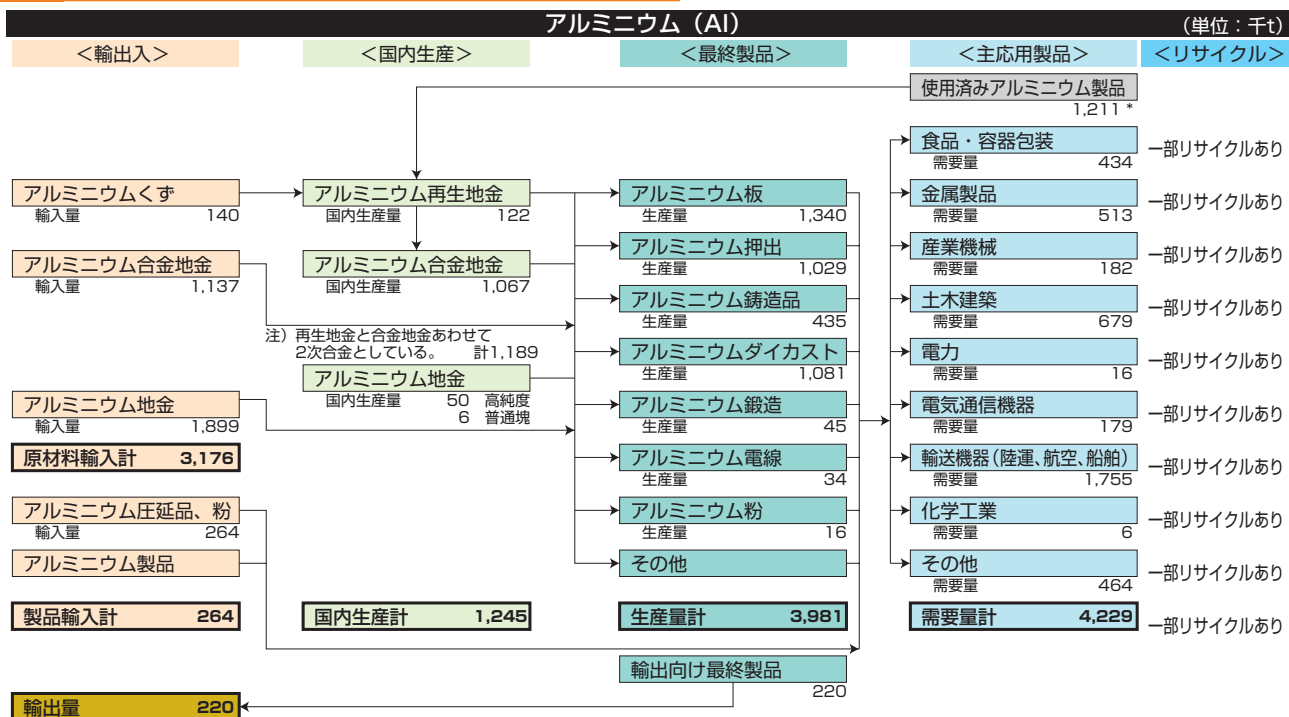 アルミニウム（Al）
（単位：千t）
＜輸出入＞
＜国内生産＞
＜最終製品＞
＜主応用製品＞
＜リサイクル＞
使用済みアルミニウム製品
1,211 *
食品・容器包装
需要量 434
一部リサイクルあり
アルミニウムくず
輸入量 140
アルミニウム再生地金
国内生産量 122
アルミニウム板
生産量 1,340
金属製品
需要量 513
一部リサイクルあり
アルミニウム合金地金
輸入量 1,137
アルミニウム合金地金
国内生産量 1,067
アルミニウム押出
生産量 1,029
産業機械
需要量 182
一部リサイクルあり
アルミニウム鋳造品
生産量 435
土木建築
需要量 679
一部リサイクルあり
注）再生地金と合金地金あわせて
2次合金としている。 計1,189
アルミニウムダイカスト
生産量 1,081
電力
需要量 16
一部リサイクルあり
アルミニウム地金
国内生産量 50 高純度
6 普通塊
アルミニウム地金
輸入量 1,899
アルミニウム鍛造
生産量 45
電気通信機器
需要量 179
一部リサイクルあり
原材料輸入計 3,176
アルミニウム電線
生産量 34
輸送機器（陸運、航空、船舶）
需要量 1,755
一部リサイクルあり
アルミニウム圧延品、粉
輸入量 264
アルミニウム粉
生産量 16
化学工業
需要量 6
一部リサイクルあり
アルミニウム製品
その他
その他
需要量 464
一部リサイクルあり
製品輸入計 264
国内生産計 1,245
生産量計 3,981
需要量計 4,229
一部リサイクルあり
輸出向け最終製品
220
輸出量 220